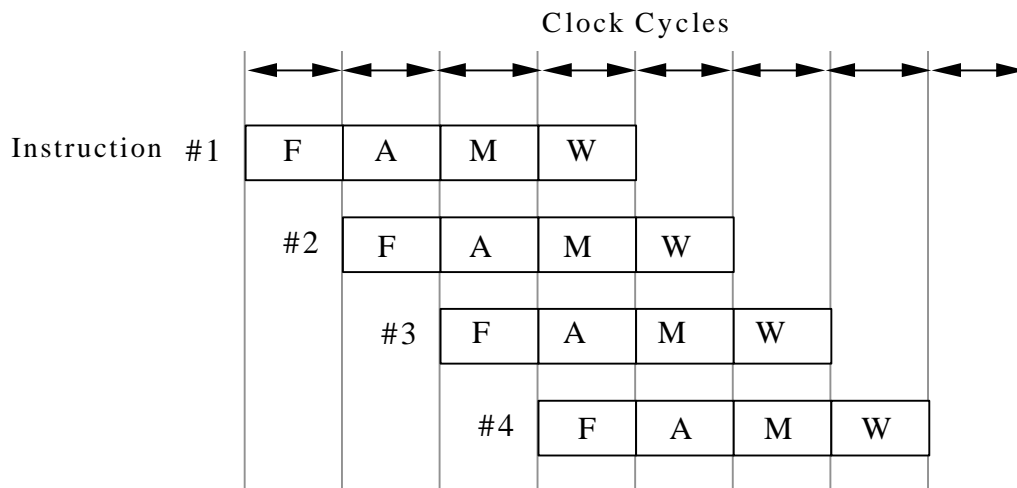 Clock Cycles
Instruction #1 F A M W
#2 F A M W
#3 F A M W
#4 F A M W